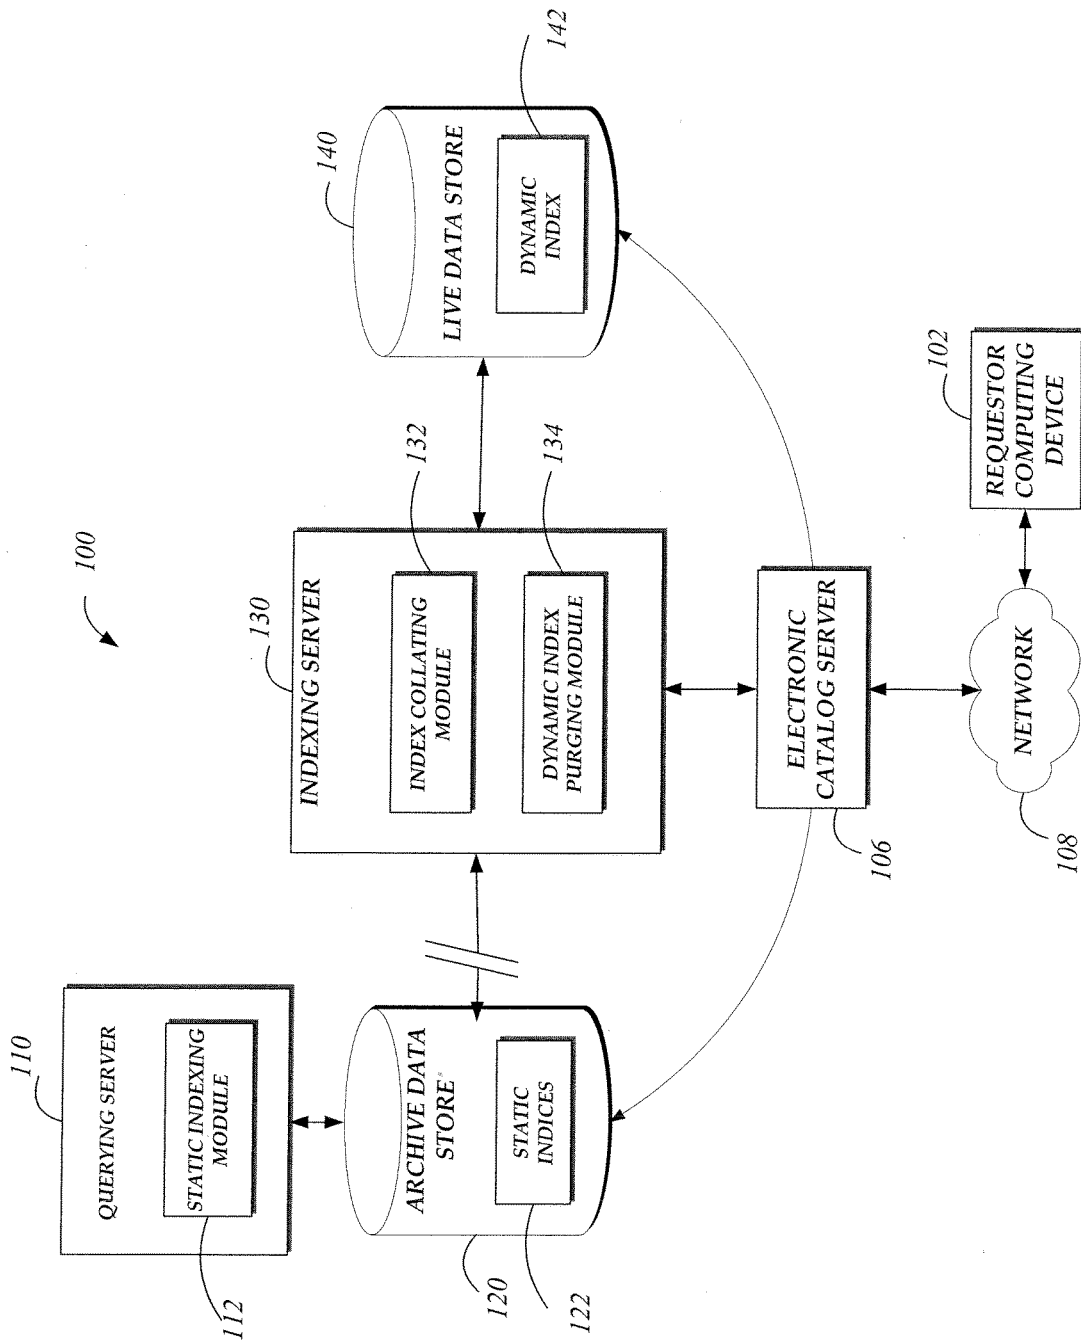 100
110
QUERYING SERVER
STATIC INDEXING
MODULE
112
120
ARCHIVE DATA
STORE
STATIC
INDICES
122
130
INDEXING SERVER
INDEX COLLATING
MODULE
132
DYNAMIC INDEX
PURGING MODULE
134
140
LIVE DATA STORE
DYNAMIC
INDEX
142
ELECTRONIC
CATALOG SERVER
106
NETWORK
108
102
REQUESTOR
COMPUTING
DEVICE